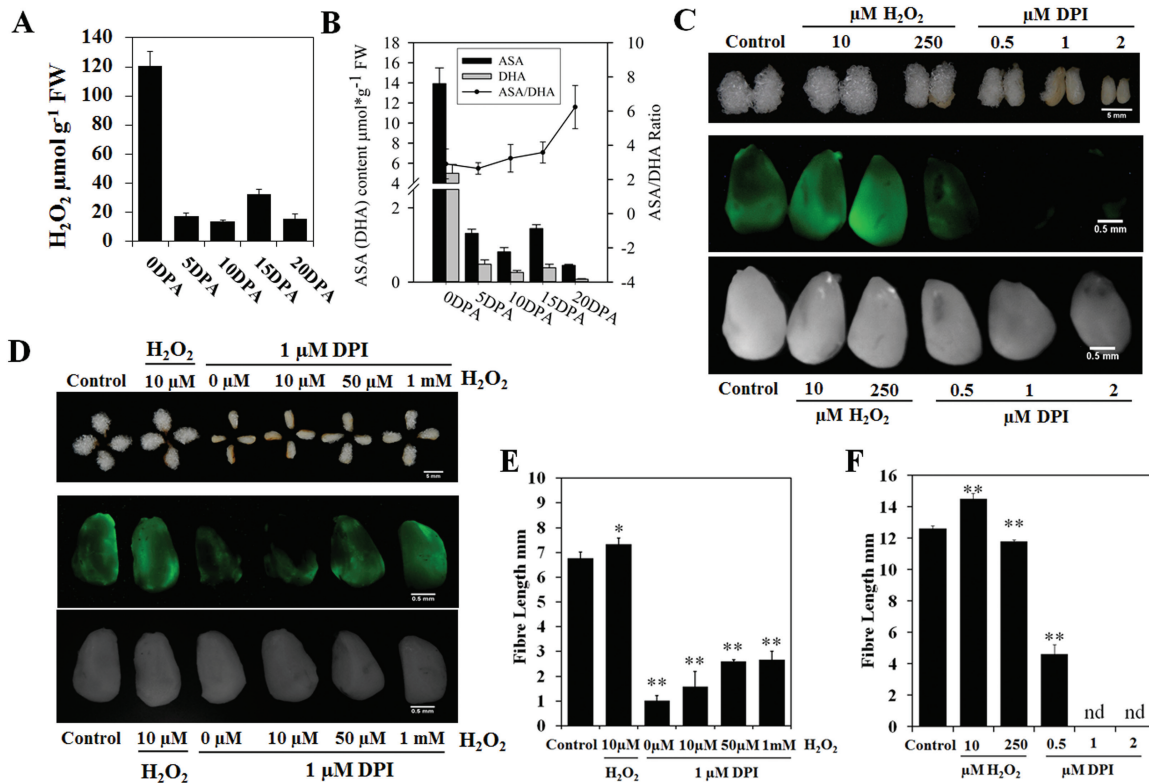 A
H₂O₂ μmol g⁻¹ FW
140
120
100
80
60
40
20
0
0DPA 5DPA 10DPA 15DPA 20DPA
B
ASA (DHA) content μmol*g⁻¹ FW
18
16
14
12
10
8
6
4
2
0
ASA
DHA
ASA/DHA
10
8
6
4
2
0
-2
-4
ASA/DHA Ratio
0DPA 5DPA 10DPA 15DPA 20DPA
C
μM H₂O₂ μM DPI
Control 10 250 0.5 1 2
5 mm
0.5 mm
0.5 mm
Control 10 250 0.5 1 2
μM H₂O₂ μM DPI
D
H₂O₂ 1 μM DPI
Control 10 μM 0 μM 10 μM 50 μM 1 mM H₂O₂
5 mm
0.5 mm
0.5 mm
Control 10 μM 0 μM 10 μM 50 μM 1 mM H₂O₂
H₂O₂ 1 μM DPI
E
Fibre Length mm
10
9
8
7
6
5
4
3
2
1
0
* ** ** ** **
Control 10μM 0μM 10μM 50μM 1mM H₂O₂
H₂O₂ 1 μM DPI
F
Fibre Length mm
16
14
12
10
8
6
4
2
0
** ** ** nd nd
Control 10 250 0.5 1 2
μM H₂O₂ μM DPI